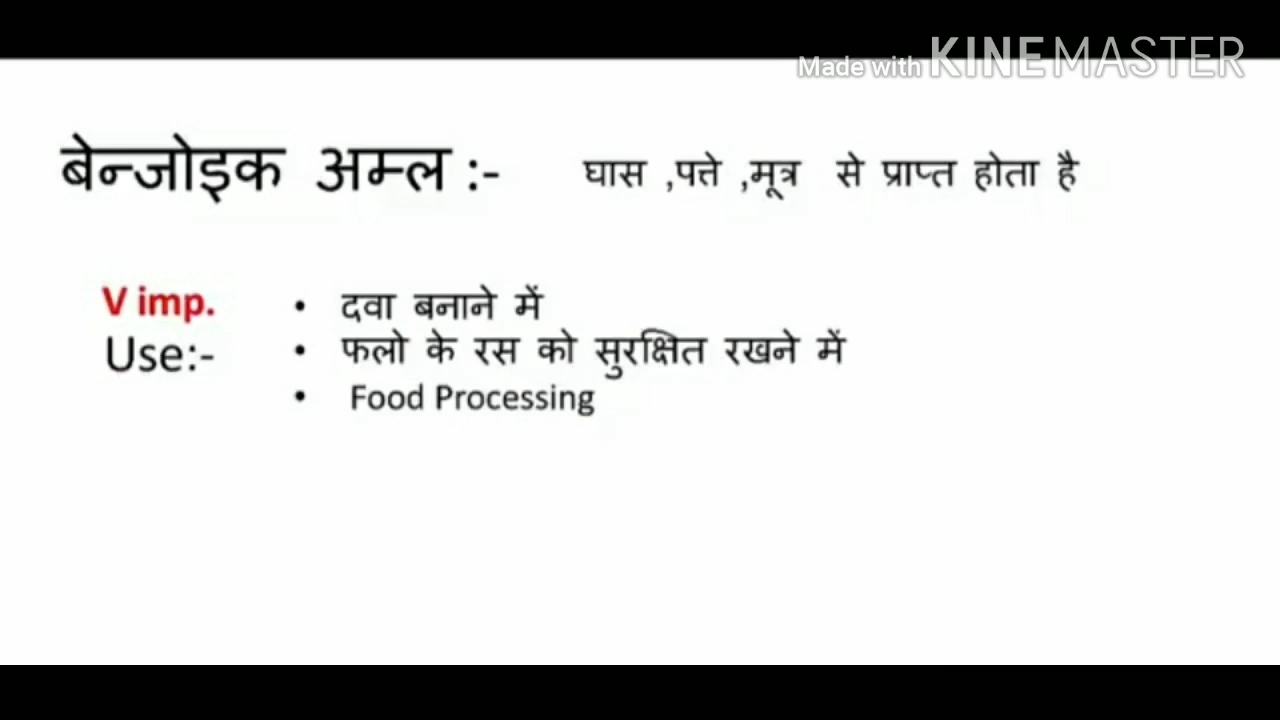 Made with KINEMASTER
बेन्जोइक अम्ल :- घास ,पत्ते ,मूत्र से प्राप्त होता है
V imp.
Use:-
• दवा बनाने में
• फलो के रस को सुरक्षित रखने में
• Food Processing